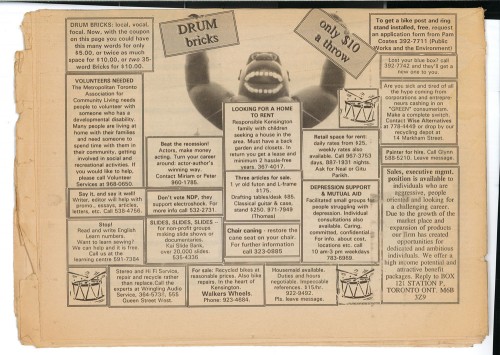 DRUM BRICKS: local, vocal,
focal. Now, with the coupon
on this page you could have
this many words for only
$5.00, or twice as much
space for $10.00, or two 35-
word Bricks for $10.00.
DRUM
bricks
only $10
a throw
To get a bike post and ring
stand installed, free, request
an application form from Pam
Coates 392-7711 (Public
Works and the Environment)
VOLUNTEERS NEEDED
The Metropolitan Toronto
Association for
Community Living needs
people to volunteer with
someone who has a
developmental disability.
Many people are living at
home with their families
and need someone to
spend time with them in
their community, getting
involved in social and
recreational activities. If
you would like to help,
please call Volunteer
Services at 968-0650.
Say it, and say it well!
Writer, editor will help with
promo., essays, articles,
letters, etc. Call 538-4756.
Stop!
Read and write English
Learn numbers.
Want to learn sewing?
We can help and it is free.
Call us at the
learning centre 591-7384
Beat the recession!
Actors, make money
acting. Turn your career
around: actor-author's
winning way.
Contact Miriam or Peter
960-1785.
Don't vote NDP, they
support electroshock. For
more info call 532-2731.
SLIDES, SLIDES, SLIDES
for non-profit groups
making slide shows or
documentaries.
Full Slide Bank,
over 30,000 slides
535-4338
LOOKING FOR A HOME
TO RENT
Responsible Kensington
family with children
seeking a house in the
area. Must have a back
garden and closets. In
return you get a lease and
minimum 2 hassle-free
years. 367-4017.
Three articles for sale.
1 yr old futon and L-frame
$175.
Drafting table/desk $85.
Classical guitar & case,
stand $250. 971-7948
(Thomas)
Chair caning - restore the
cane seat on your chair.
For further information
call 323-0885
Retail space for rent:
daily rates from $25,
weekly rates also
available. Call 967-3753
days, 967-1831 nights.
Ask for Neal or Gitu
Parikh.
DEPRESSION SUPPORT
& MUTUAL AID
Facilitated small groups for
people struggling with
depression. Individual
consultations also
available. Caring,
committed, confidential.
For info. about cost,
locations etc. call
10 am-3 pm weekdays
783-8968.
Lost your blue box? call
392-7742 and they'll get a
new one to you.
Are you sick and tired of all
the hype coming from
corporations and entrepre-
neurs cashing in on
"GREEN" consumerism.
Make a complete switch.
Contact Wise Alternatives
at 778-9449 or drop by our
recycling depot at
14 Markham Street.
Painter for hire. Call Glynn
588-5210. Leave message.
Sales, executive mgmt.
position is available to
individuals who are
aggressive, people
oriented and looking for
a challenging career.
Due to the growth of the
market place and
expansion of products
our firm has created
opportunities for
dedicated and ambitious
individuals. We offer a
high income potential and
attractive benefit
packages. Reply to BOX
121 STATION P.,
TORONTO ONT. M6B
3Z9
Stereo and Hi Fi Service,
repair and recycle rather
than replace. Call the
experts at Wringling Audio
Service, 364-5731, 555
Queen Street West.
For sale: Recycled bikes at
reasonable prices. Also bike
repairs. In the heart of
Kensington.
Walkers Wheels,
Phone: 923-4884.
Housemaid available.
Duties and hours
negotiable. Impeccable
references. $15/hr.
922-9492.
Pls. leave message.